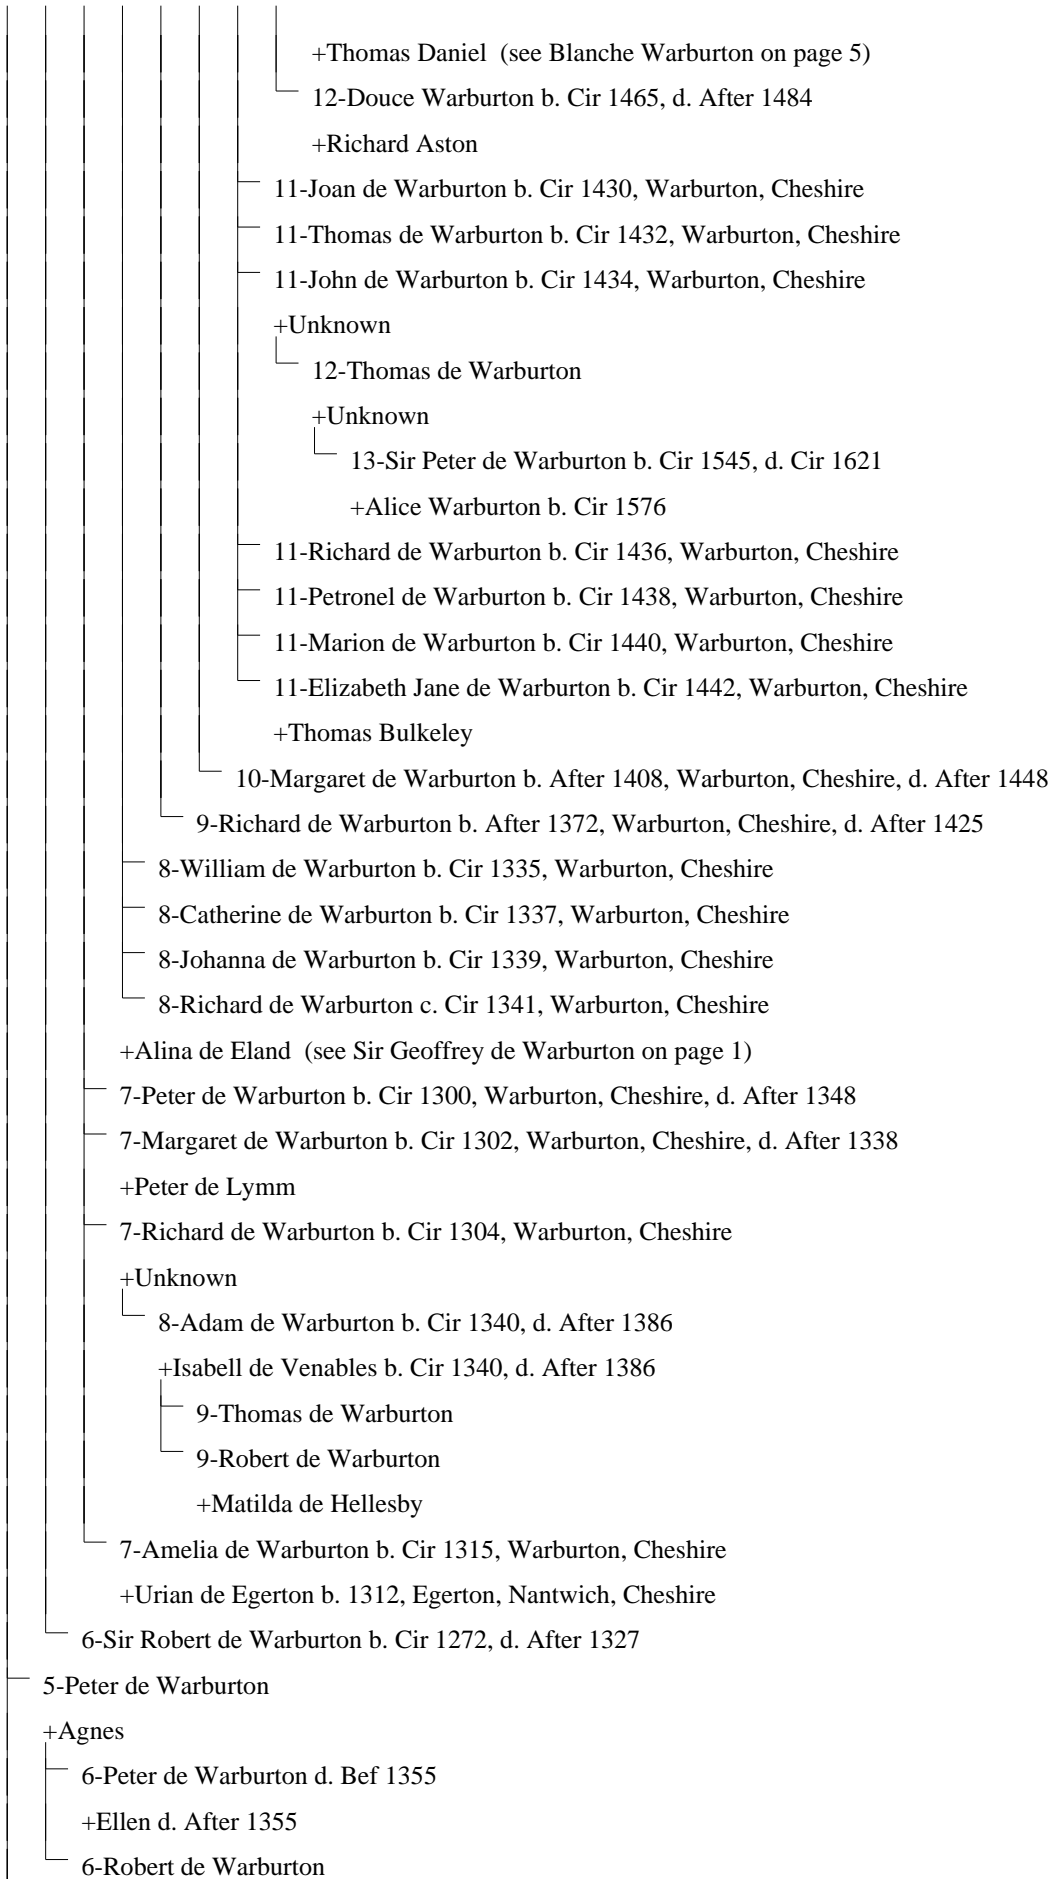 +Thomas Daniel (see Blanche Warburton on page 5)
12-Douce Warburton b. Cir 1465, d. After 1484
+Richard Aston
11-Joan de Warburton b. Cir 1430, Warburton, Cheshire
11-Thomas de Warburton b. Cir 1432, Warburton, Cheshire
11-John de Warburton b. Cir 1434, Warburton, Cheshire
+Unknown
12-Thomas de Warburton
+Unknown
13-Sir Peter de Warburton b. Cir 1545, d. Cir 1621
+Alice Warburton b. Cir 1576
11-Richard de Warburton b. Cir 1436, Warburton, Cheshire
11-Petronel de Warburton b. Cir 1438, Warburton, Cheshire
11-Marion de Warburton b. Cir 1440, Warburton, Cheshire
11-Elizabeth Jane de Warburton b. Cir 1442, Warburton, Cheshire
+Thomas Bulkeley
10-Margaret de Warburton b. After 1408, Warburton, Cheshire, d. After 1448
9-Richard de Warburton b. After 1372, Warburton, Cheshire, d. After 1425
8-William de Warburton b. Cir 1335, Warburton, Cheshire
8-Catherine de Warburton b. Cir 1337, Warburton, Cheshire
8-Johanna de Warburton b. Cir 1339, Warburton, Cheshire
8-Richard de Warburton c. Cir 1341, Warburton, Cheshire
+Alina de Eland (see Sir Geoffrey de Warburton on page 1)
7-Peter de Warburton b. Cir 1300, Warburton, Cheshire, d. After 1348
7-Margaret de Warburton b. Cir 1302, Warburton, Cheshire, d. After 1338
+Peter de Lymm
7-Richard de Warburton b. Cir 1304, Warburton, Cheshire
+Unknown
8-Adam de Warburton b. Cir 1340, d. After 1386
+Isabell de Venables b. Cir 1340, d. After 1386
9-Thomas de Warburton
9-Robert de Warburton
+Matilda de Hellesby
7-Amelia de Warburton b. Cir 1315, Warburton, Cheshire
+Urian de Egerton b. 1312, Egerton, Nantwich, Cheshire
6-Sir Robert de Warburton b. Cir 1272, d. After 1327
5-Peter de Warburton
+Agnes
6-Peter de Warburton d. Bef 1355
+Ellen d. After 1355
6-Robert de Warburton